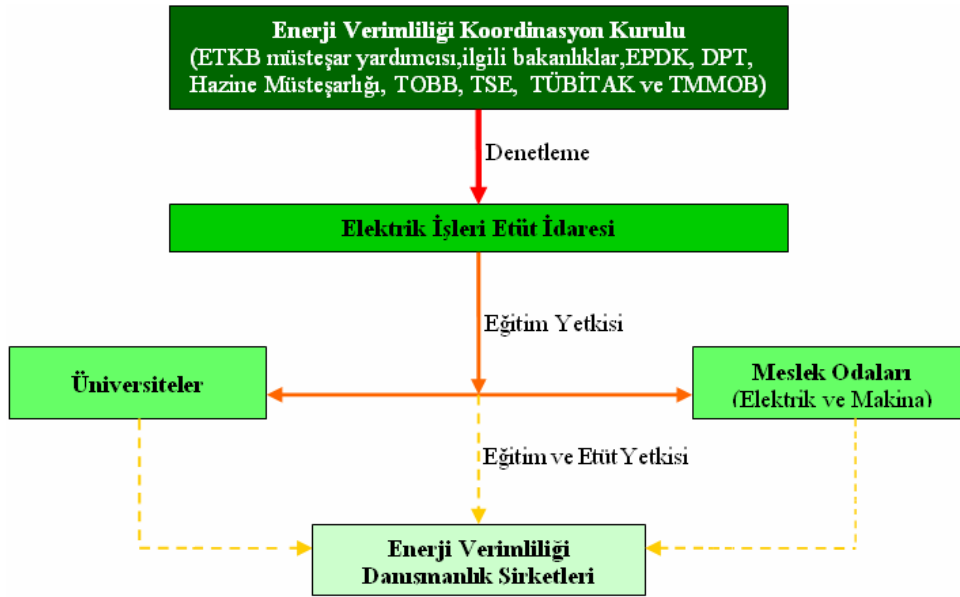 Enerji Verimliliği Koordinasyon Kurulu
(ETKB müsteşar yardımcısı,ilgili bakanlıklar,EPDK, DPT,
Hazine Müsteşarlığı, TOBB, TSE, TÜBİTAK ve TMMOB)
Denetleme
Elektrik İşleri Etüt İdaresi
Eğitim Yetkisi
Üniversiteler
Meslek Odaları
(Elektrik ve Makina)
Eğitim ve Etüt Yetkisi
Enerji Verimliliği
Danışmanlık Sirketleri